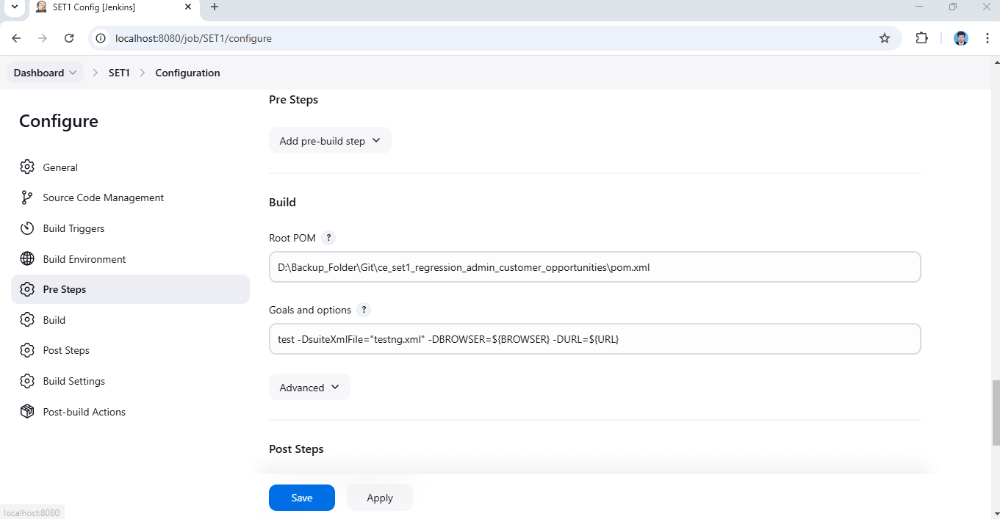 SET1 Config [Jenkins]
localhost:8080/job/SET1/configure
Dashboard SET1 Configuration
Configure
General
Source Code Management
Build Triggers
Build Environment
Pre Steps
Build
Post Steps
Build Settings
Post-build Actions
Pre Steps
Add pre-build step
Build
Root POM ?
D:\Backup_Folder\Git\ce_set1_regression_admin_customer_opportunities\pom.xml
Goals and options ?
test -DsuiteXmlFile="testng.xml" -DBROWSER=${BROWSER} -DURL=${URL}
Advanced
Post Steps
Save Apply
localhost:8080